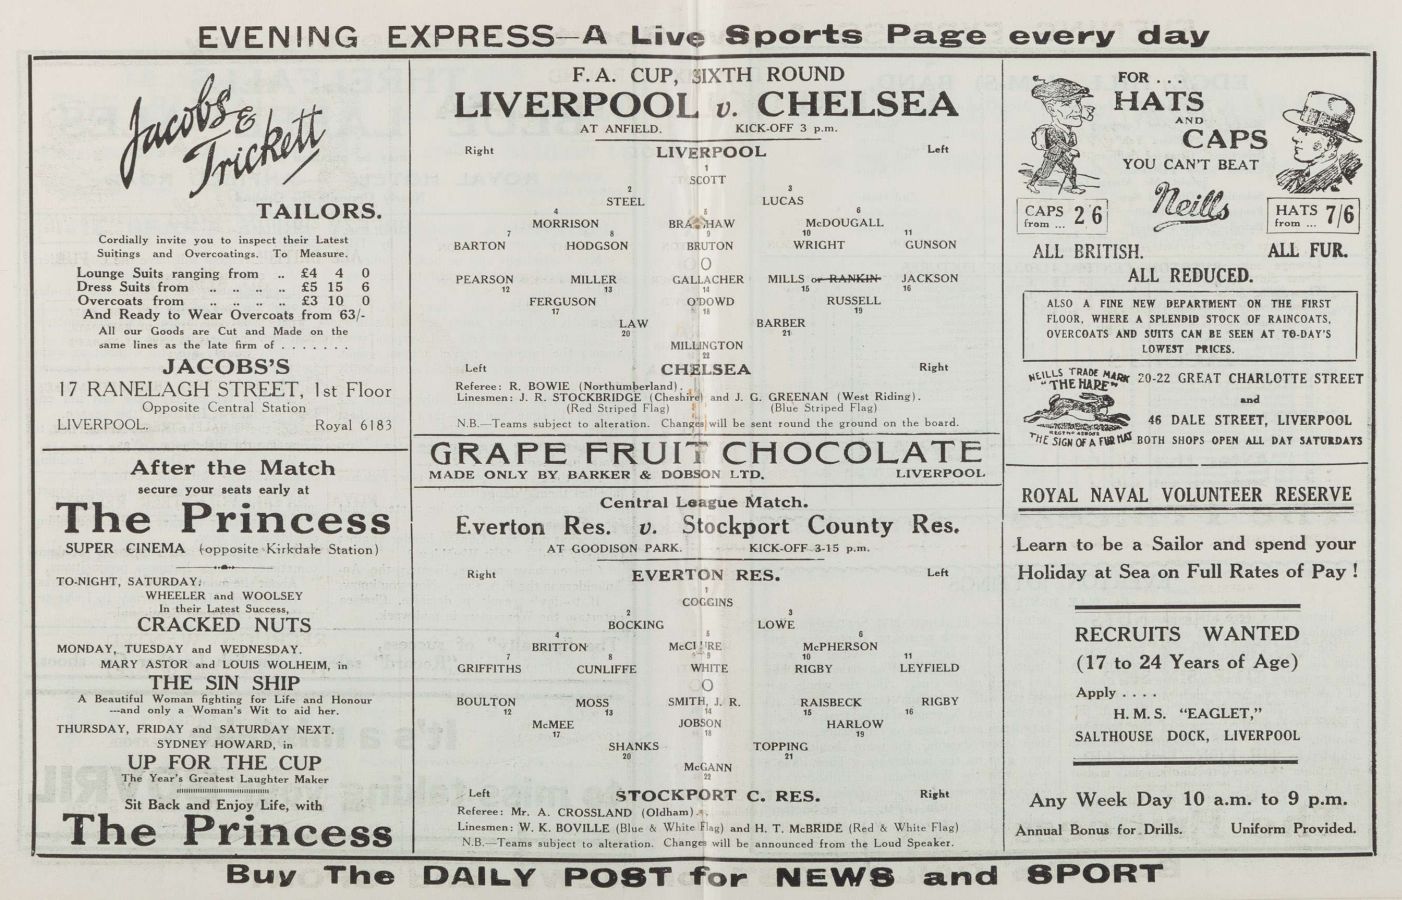 EVENING EXPRESS—A Live Sports Page every day
Jacobs & Trickett
TAILORS.
Cordially invite you to inspect their Latest
Suitings and Overcoatings. To Measure.
Lounge Suits ranging from .. £4 4 0
Dress Suits from .. .. .. .. £5 15 6
Overcoats from .. .. .. .. £3 10 0
And Ready to Wear Overcoats from 63/-
All our Goods are Cut and Made on the
same lines as the late firm of . . . . . . .
JACOBS'S
17 RANELAGH STREET, 1st Floor
Opposite Central Station
LIVERPOOL. Royal 6183
After the Match
secure your seats early at
The Princess
SUPER CINEMA (opposite Kirkdale Station)
TO-NIGHT, SATURDAY:
WHEELER and WOOLSEY
In their Latest Success,
CRACKED NUTS
MONDAY, TUESDAY and WEDNESDAY.
MARY ASTOR and LOUIS WOLHEIM, in
THE SIN SHIP
A Beautiful Woman fighting for Life and Honour
---and only a Woman's Wit to aid her.
THURSDAY, FRIDAY and SATURDAY NEXT.
SYDNEY HOWARD, in
UP FOR THE CUP
The Year's Greatest Laughter Maker
Sit Back and Enjoy Life, with
The Princess
F.A. CUP, SIXTH ROUND
LIVERPOOL v. CHELSEA
AT ANFIELD. KICK-OFF 3 p.m.
Right LIVERPOOL Left
1
SCOTT
2 3
STEEL LUCAS
4 5 6
MORRISON BRADSHAW McDOUGALL
7 8 9 10 11
BARTON HODGSON BRUTON WRIGHT GUNSON
O
PEARSON MILLER GALLACHER MILLS or RANKIN JACKSON
12 13 14 15 16
FERGUSON O'DOWD RUSSELL
17 18 19
LAW BARBER
20 21
MILLINGTON
22
Left CHELSEA Right
Referee: R. BOWIE (Northumberland).
Linesmen: J. R. STOCKBRIDGE (Cheshire) and J. G. GREENAN (West Riding).
(Red Striped Flag) (Blue Striped Flag)
N.B.—Teams subject to alteration. Changes will be sent round the ground on the board.
GRAPE FRUIT CHOCOLATE
MADE ONLY BY BARKER & DOBSON LTD. LIVERPOOL
Central League Match.
Everton Res. v. Stockport County Res.
AT GOODISON PARK. KICK-OFF 3-15 p.m.
Right EVERTON RES. Left
1
COGGINS
2 3
BOCKING LOWE
4 5 6
BRITTON McCLURE McPHERSON
7 8 9 10 11
GRIFFITHS CUNLIFFE WHITE RIGBY LEYFIELD
O
BOULTON MOSS SMITH, J. R. RAISBECK RIGBY
12 13 14 15 16
McMEE JOBSON HARLOW
17 18 19
SHANKS TOPPING
20 21
McGANN
22
Left STOCKPORT C. RES. Right
Referee: Mr. A. CROSSLAND (Oldham).
Linesmen: W. K. BOVILLE (Blue & White Flag) and H. T. McBRIDE (Red & White Flag)
N.B.—Teams subject to alteration. Changes will be announced from the Loud Speaker.
FOR . . .
HATS
AND
CAPS
YOU CAN'T BEAT
Neills
CAPS from ... 2/6
HATS from ... 7/6
ALL BRITISH. ALL FUR.
ALL REDUCED.
ALSO A FINE NEW DEPARTMENT ON THE FIRST
FLOOR, WHERE A SPLENDID STOCK OF RAINCOATS,
OVERCOATS AND SUITS CAN BE SEEN AT TO-DAY'S
LOWEST PRICES.
NEILLS TRADE MARK
"THE HARE"
THE SIGN OF A FUR HAT
20-22 GREAT CHARLOTTE STREET
and
46 DALE STREET, LIVERPOOL
BOTH SHOPS OPEN ALL DAY SATURDAYS
ROYAL NAVAL VOLUNTEER RESERVE
Learn to be a Sailor and spend your
Holiday at Sea on Full Rates of Pay !
RECRUITS WANTED
(17 to 24 Years of Age)
Apply . . . .
H.M.S. "EAGLET,"
SALTHOUSE DOCK, LIVERPOOL
Any Week Day 10 a.m. to 9 p.m.
Annual Bonus for Drills. Uniform Provided.
Buy The DAILY POST for NEWS and SPORT